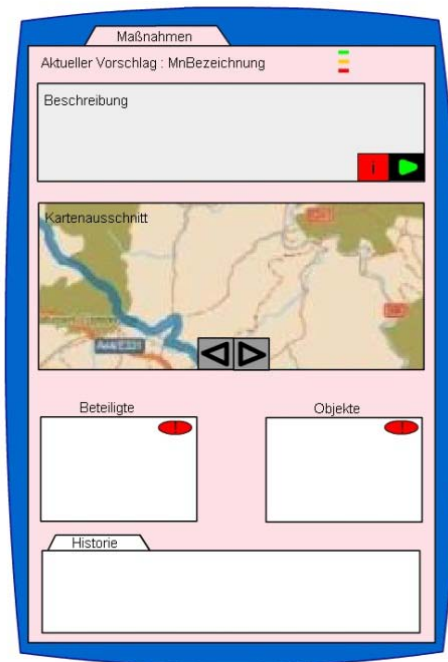 Maßnahmen
Aktueller Vorschlag : MnBezeichnung
Beschreibung
i
Kartenausschnitt
Beteiligte
Objekte
!
!
Historie